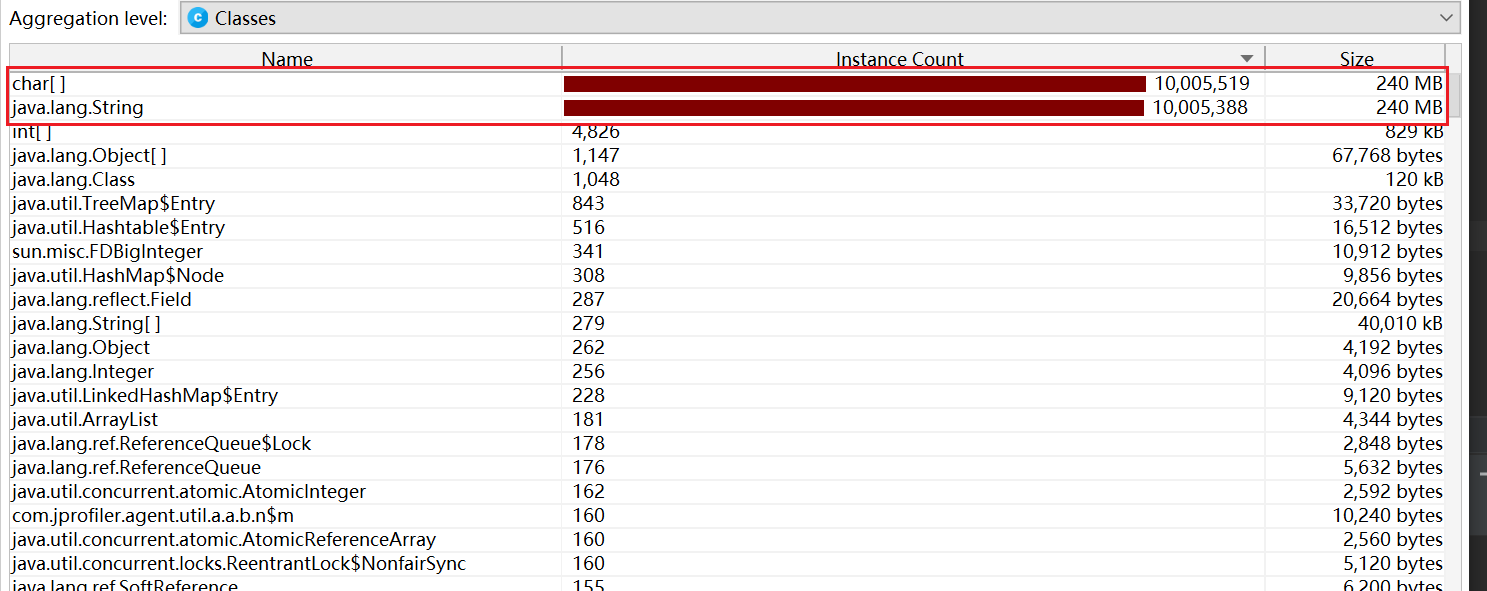 Aggregation level: C Classes
Name Instance Count Size
char[ ] 10,005,519 240 MB
java.lang.String 10,005,388 240 MB
int[ ] 4,826 829 kB
java.lang.Object[ ] 1,147 67,768 bytes
java.lang.Class 1,048 120 kB
java.util.TreeMap$Entry 843 33,720 bytes
java.util.Hashtable$Entry 516 16,512 bytes
sun.misc.FDBigInteger 341 10,912 bytes
java.util.HashMap$Node 308 9,856 bytes
java.lang.reflect.Field 287 20,664 bytes
java.lang.String[ ] 279 40,010 kB
java.lang.Object 262 4,192 bytes
java.lang.Integer 256 4,096 bytes
java.util.LinkedHashMap$Entry 228 9,120 bytes
java.util.ArrayList 181 4,344 bytes
java.lang.ref.ReferenceQueue$Lock 178 2,848 bytes
java.lang.ref.ReferenceQueue 176 5,632 bytes
java.util.concurrent.atomic.AtomicInteger 162 2,592 bytes
com.jprofiler.agent.util.a.a.b.n$m 160 10,240 bytes
java.util.concurrent.atomic.AtomicReferenceArray 160 2,560 bytes
java.util.concurrent.locks.ReentrantLock$NonfairSync 160 5,120 bytes
java.lang.ref.SoftReference 155 6,200 bytes